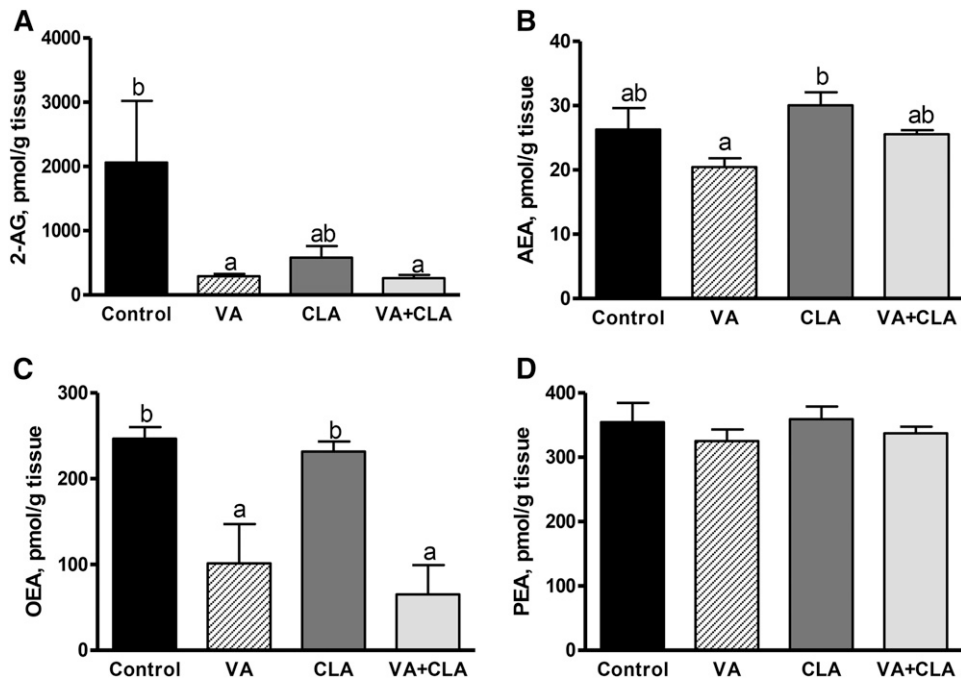 A
2-AG, pmol/g tissue
4000
3000
2000
1000
0
b
a
ab
a
Control VA CLA VA+CLA
B
AEA, pmol/g tissue
40
30
20
10
0
ab
a
b
ab
Control VA CLA VA+CLA
C
OEA, pmol/g tissue
300
200
100
0
b
a
b
a
Control VA CLA VA+CLA
D
PEA, pmol/g tissue
400
300
200
100
0
Control VA CLA VA+CLA